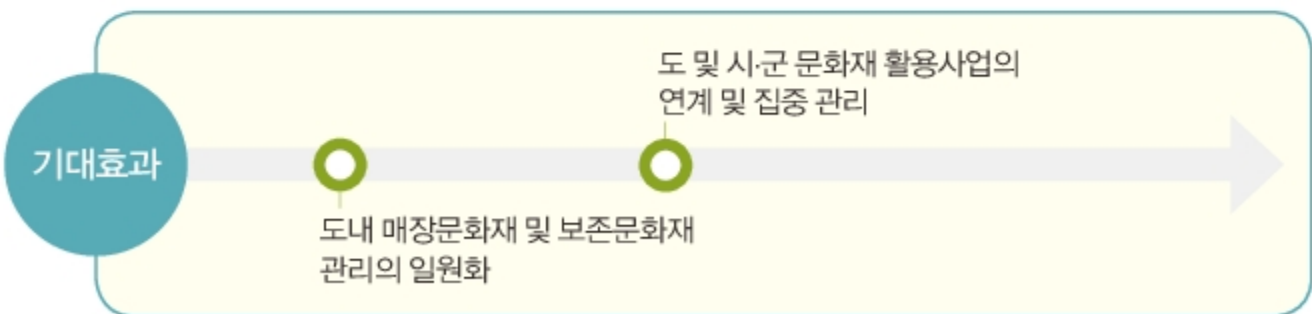 기대효과
도내 매장문화재 및 보존문화재
관리의 일원화
도 및 시·군 문화재 활용사업의
연계 및 집중 관리